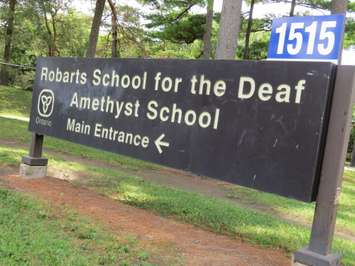 1515
Robarts School for the Deaf
Amethyst School
Main Entrance ←
Ontario